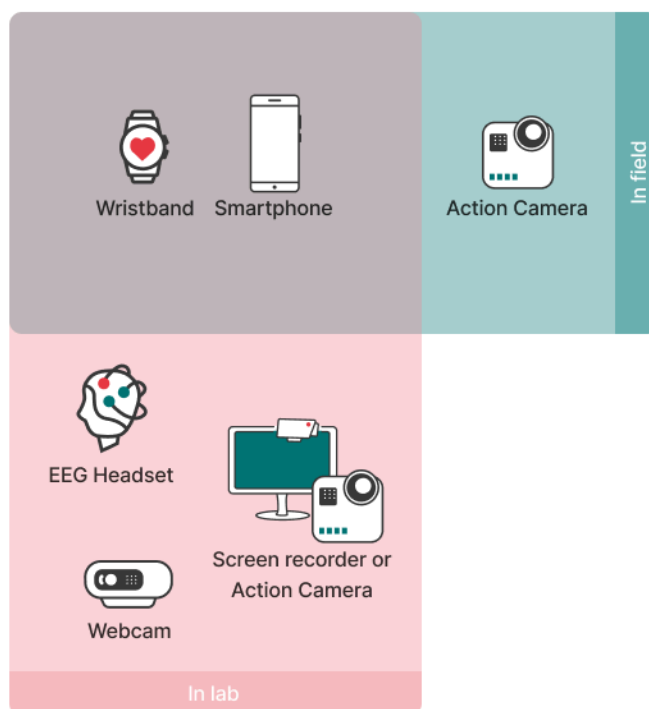 Wristband
Smartphone
Action Camera
In field
EEG Headset
Screen recorder or
Action Camera
Webcam
In lab